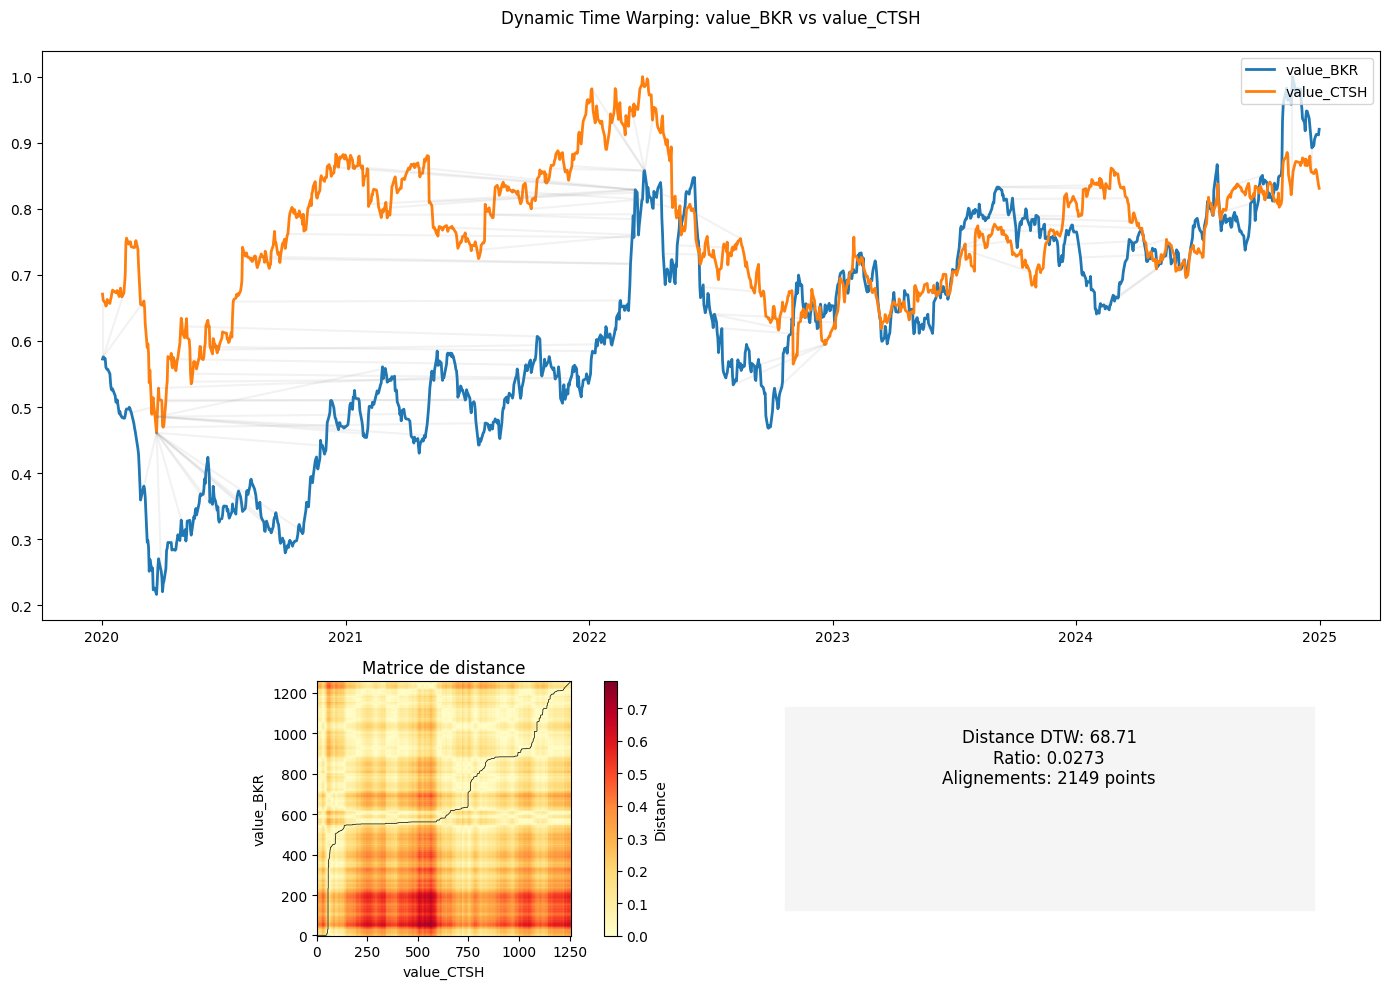 Dynamic Time Warping: value_BKR vs value_CTSH
value_BKR
value_CTSH
1.0
0.9
0.8
0.7
0.6
0.5
0.4
0.3
0.2
2020 2021 2022 2023 2024 2025
Matrice de distance
1200
1000
800
600
400
200
0
value_BKR
0 250 500 750 1000 1250
value_CTSH
0.7
0.6
0.5
0.4
0.3
0.2
0.1
0.0
Distance
Distance DTW: 68.71
Ratio: 0.0273
Alignements: 2149 points